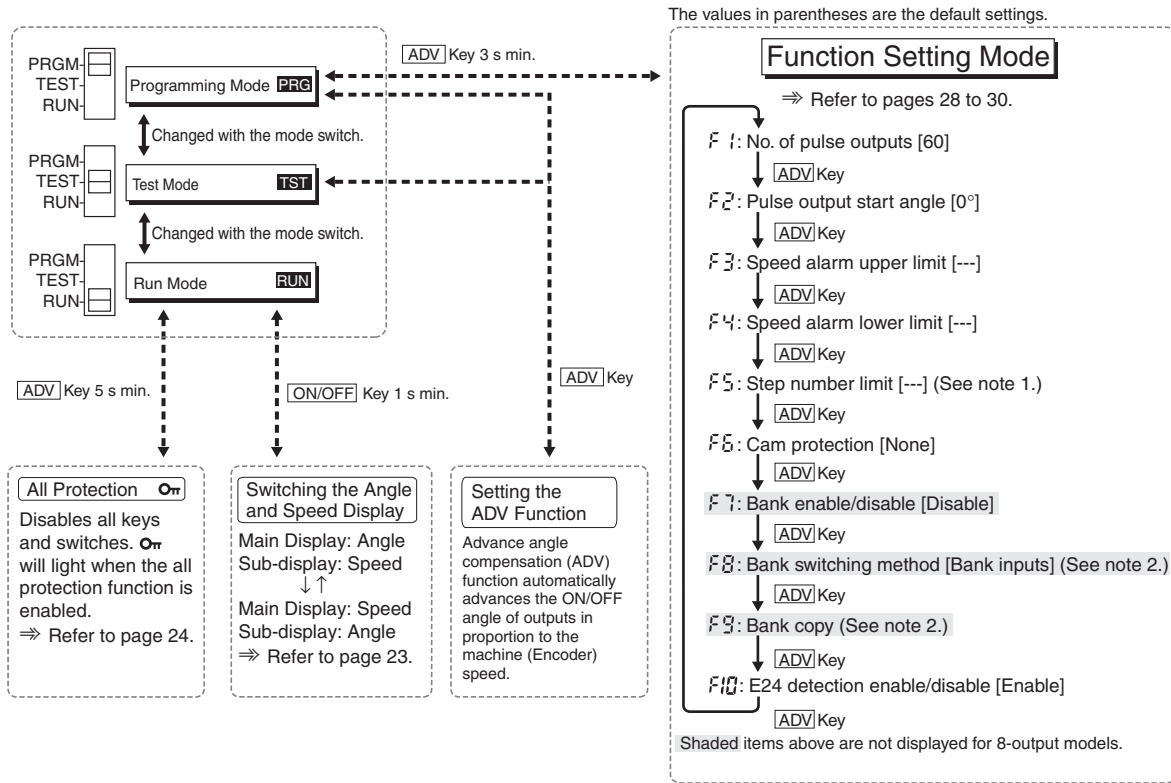 The values in parentheses are the default settings.
PRGM-
TEST-
RUN-
Programming Mode PRG
ADV Key 3 s min.
Changed with the mode switch.
PRGM-
TEST-
RUN-
Test Mode TST
Changed with the mode switch.
PRGM-
TEST-
RUN-
Run Mode RUN
ADV Key 5 s min.
ON/OFF Key 1 s min.
ADV Key
All Protection
Disables all keys
and switches.
will light when the all
protection function is
enabled.
⇒ Refer to page 24.
Switching the Angle
and Speed Display
Main Display: Angle
Sub-display: Speed
↓↑
Main Display: Speed
Sub-display: Angle
⇒ Refer to page 23.
Setting the
ADV Function
Advance angle
compensation (ADV)
function automatically
advances the ON/OFF
angle of outputs in
proportion to the
machine (Encoder)
speed.
Function Setting Mode
⇒ Refer to pages 28 to 30.
F1: No. of pulse outputs [60]
ADV Key
F2: Pulse output start angle [0°]
ADV Key
F3: Speed alarm upper limit [---]
ADV Key
F4: Speed alarm lower limit [---]
ADV Key
F5: Step number limit [---] (See note 1.)
ADV Key
F6: Cam protection [None]
ADV Key
F7: Bank enable/disable [Disable]
ADV Key
F8: Bank switching method [Bank inputs] (See note 2.)
ADV Key
F9: Bank copy (See note 2.)
ADV Key
F10: E24 detection enable/disable [Enable]
ADV Key
Shaded items above are not displayed for 8-output models.